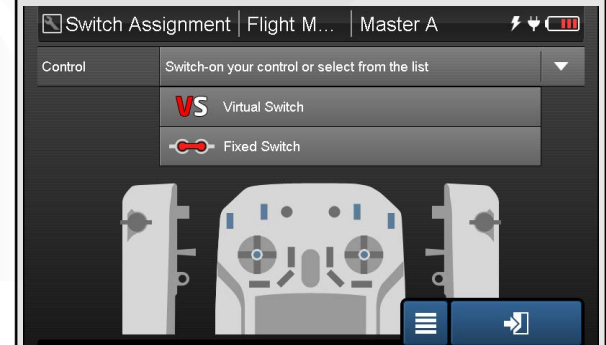 Switch Assignment | Flight M... | Master A
Control Switch-on your control or select from the list
VS Virtual Switch
Fixed Switch